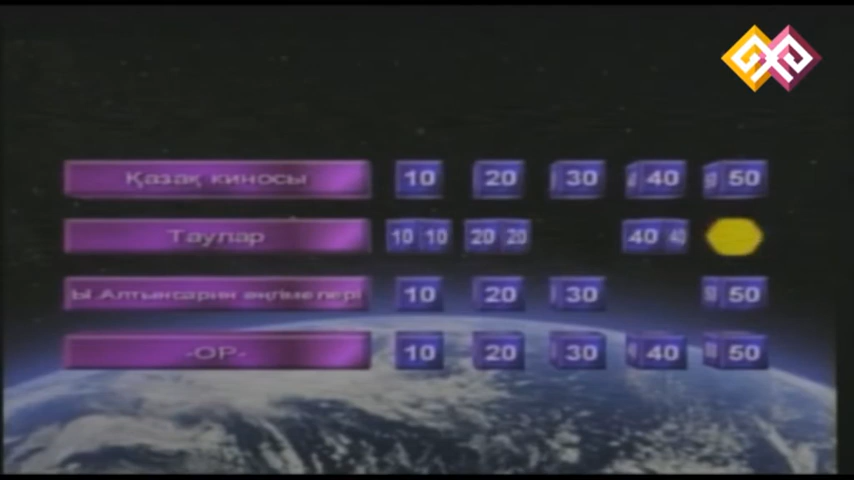 Қазақ киносы 10 20 30 40 50
Таулар 10 10 20 20 40 40
Ы.Алтынсарин әңгімелері 10 20 30 50
-ОР- 10 20 30 40 50